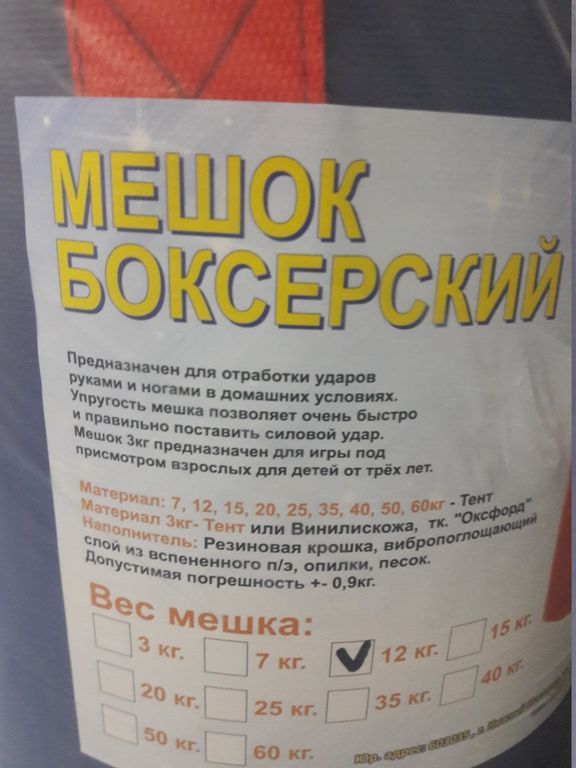 МЕШОК
БОКСЕРСКИЙ
Предназначен для отработки ударов
руками и ногами в домашних условиях.
Упругость мешка позволяет очень быстро
и правильно поставить силовой удар.
Мешок 3кг предназначен для игры под
присмотром взрослых для детей от трёх лет.
Материал: 7, 12, 15, 20, 25, 35, 40, 50, 60кг - Тент
Материал 3кг- Тент или Винилискожа, тк. "Оксфорд"
Наполнитель: Резиновая крошка, вибропоглощающий
слой из вспененного п/э, опилки, песок.
Допустимая погрешность +- 0,9кг.
Вес мешка:
3 кг. 7 кг. 12 кг. 15 кг.
20 кг. 25 кг. 35 кг. 40 кг.
50 кг. 60 кг.
Юр. адрес: 603035, г. Нижний